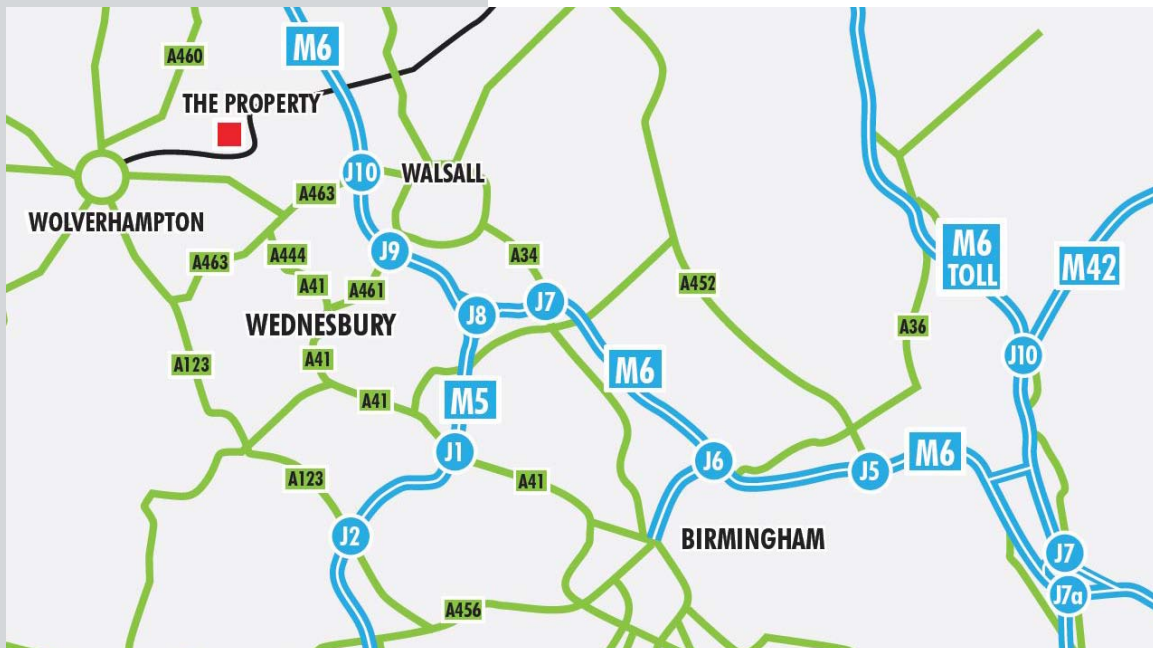 M6
A460
THE PROPERTY
J10
WALSALL
A463
WOLVERHAMPTON
J9
A463
A444
A34
M6
TOLL
M42
A41
A461
A452
J7
J8
WEDNESBURY
A36
A41
A123
J10
M6
A41
M5
J1
J6
M6
J5
A123
A41
J2
BIRMINGHAM
J7
J7a
A456